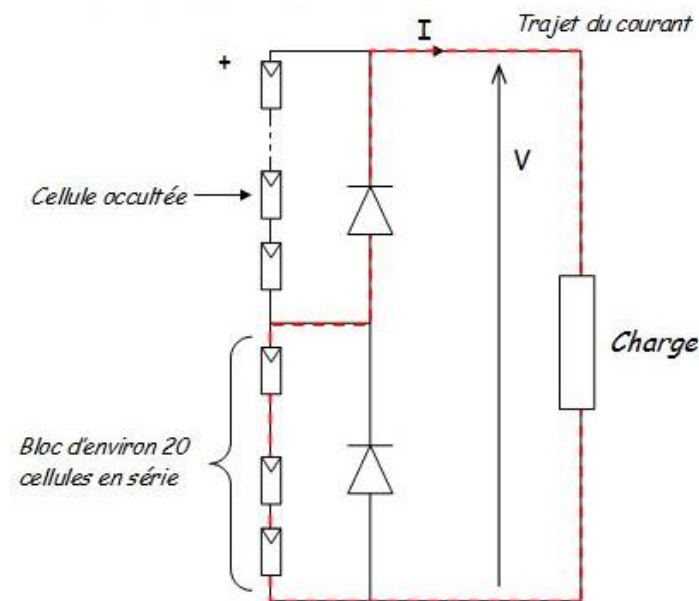 Trajet du courant
I
+
V
Cellule occultée
Charge
Bloc d'environ 20
cellules en série